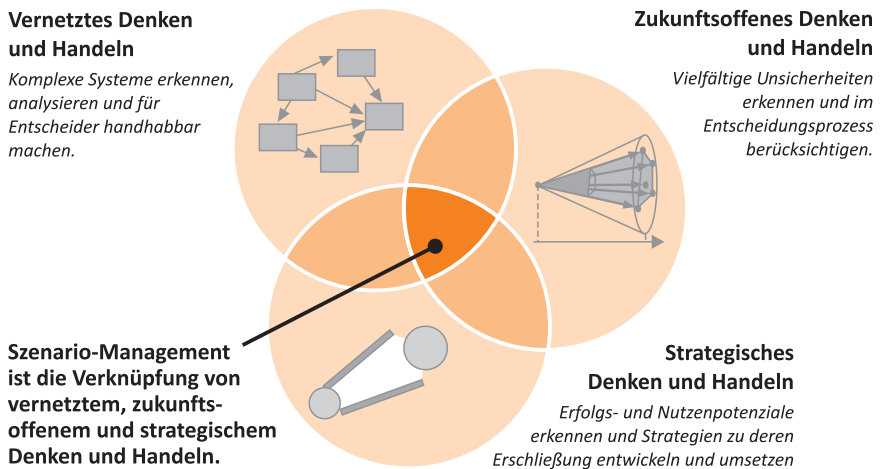 Vernetztes Denken
und Handeln
Komplexe Systeme erkennen,
analysieren und für
Entscheider handhabbar
machen.
Zukunftsoffenes Denken
und Handeln
Vielfältige Unsicherheiten
erkennen und im
Entscheidungsprozess
berücksichtigen.
Szenario-Management
ist die Verknüpfung von
vernetztem, zukunfts-
offenem und strategischem
Denken und Handeln.
Strategisches
Denken und Handeln
Erfolgs- und Nutzenpotenziale
erkennen und Strategien zu deren
Erschließung entwickeln und umsetzen